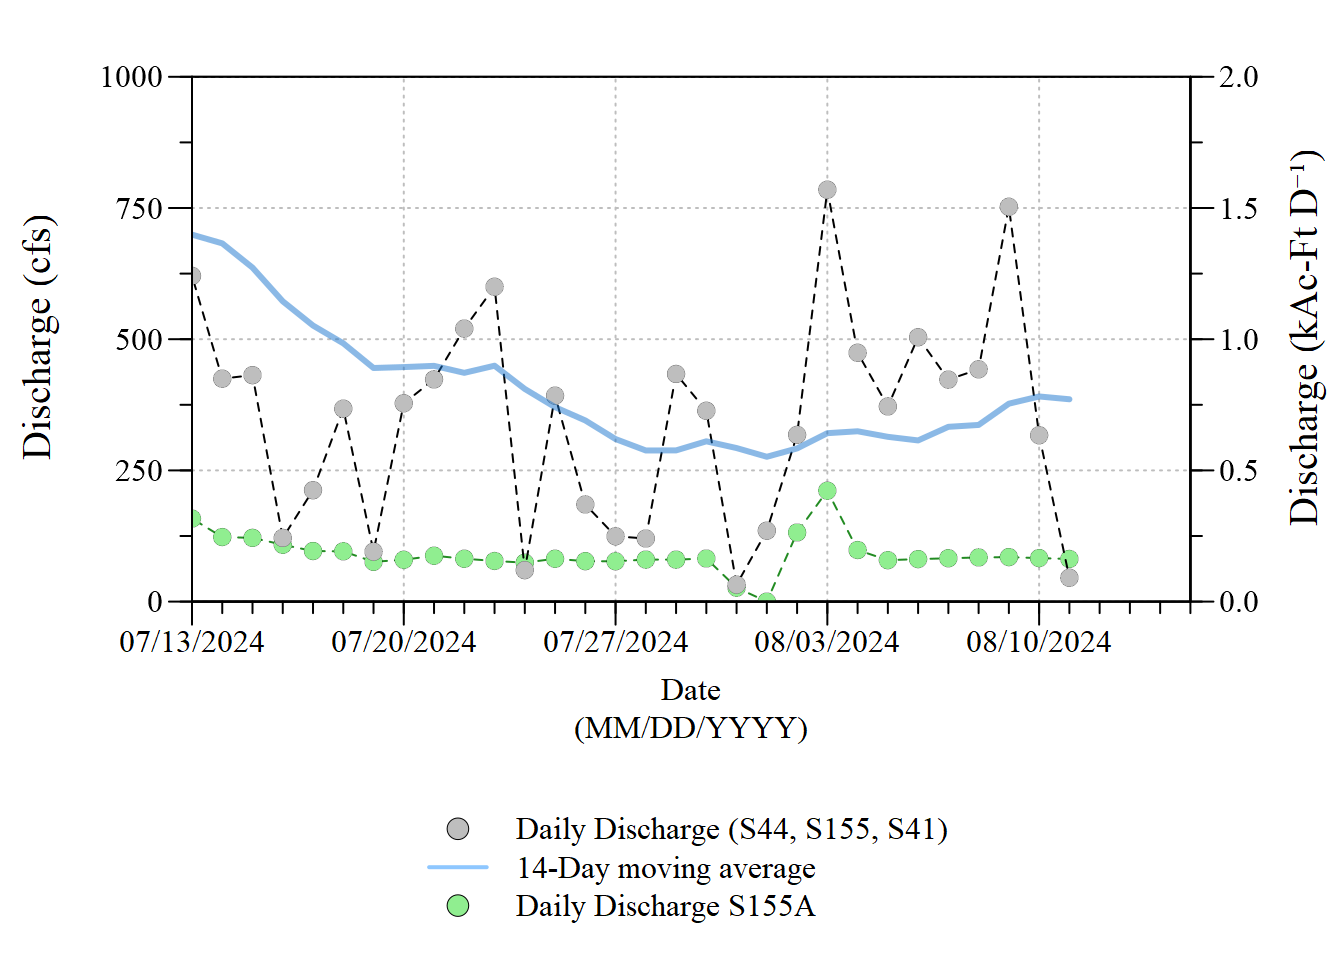 1000
750
500
250
0
2.0
1.5
1.0
0.5
0.0
Discharge (cfs)
Discharge (kAc-Ft D⁻¹)
07/13/2024
07/20/2024
07/27/2024
08/03/2024
08/10/2024
Date
(MM/DD/YYYY)
Daily Discharge (S44, S155, S41)
14-Day moving average
Daily Discharge S155A